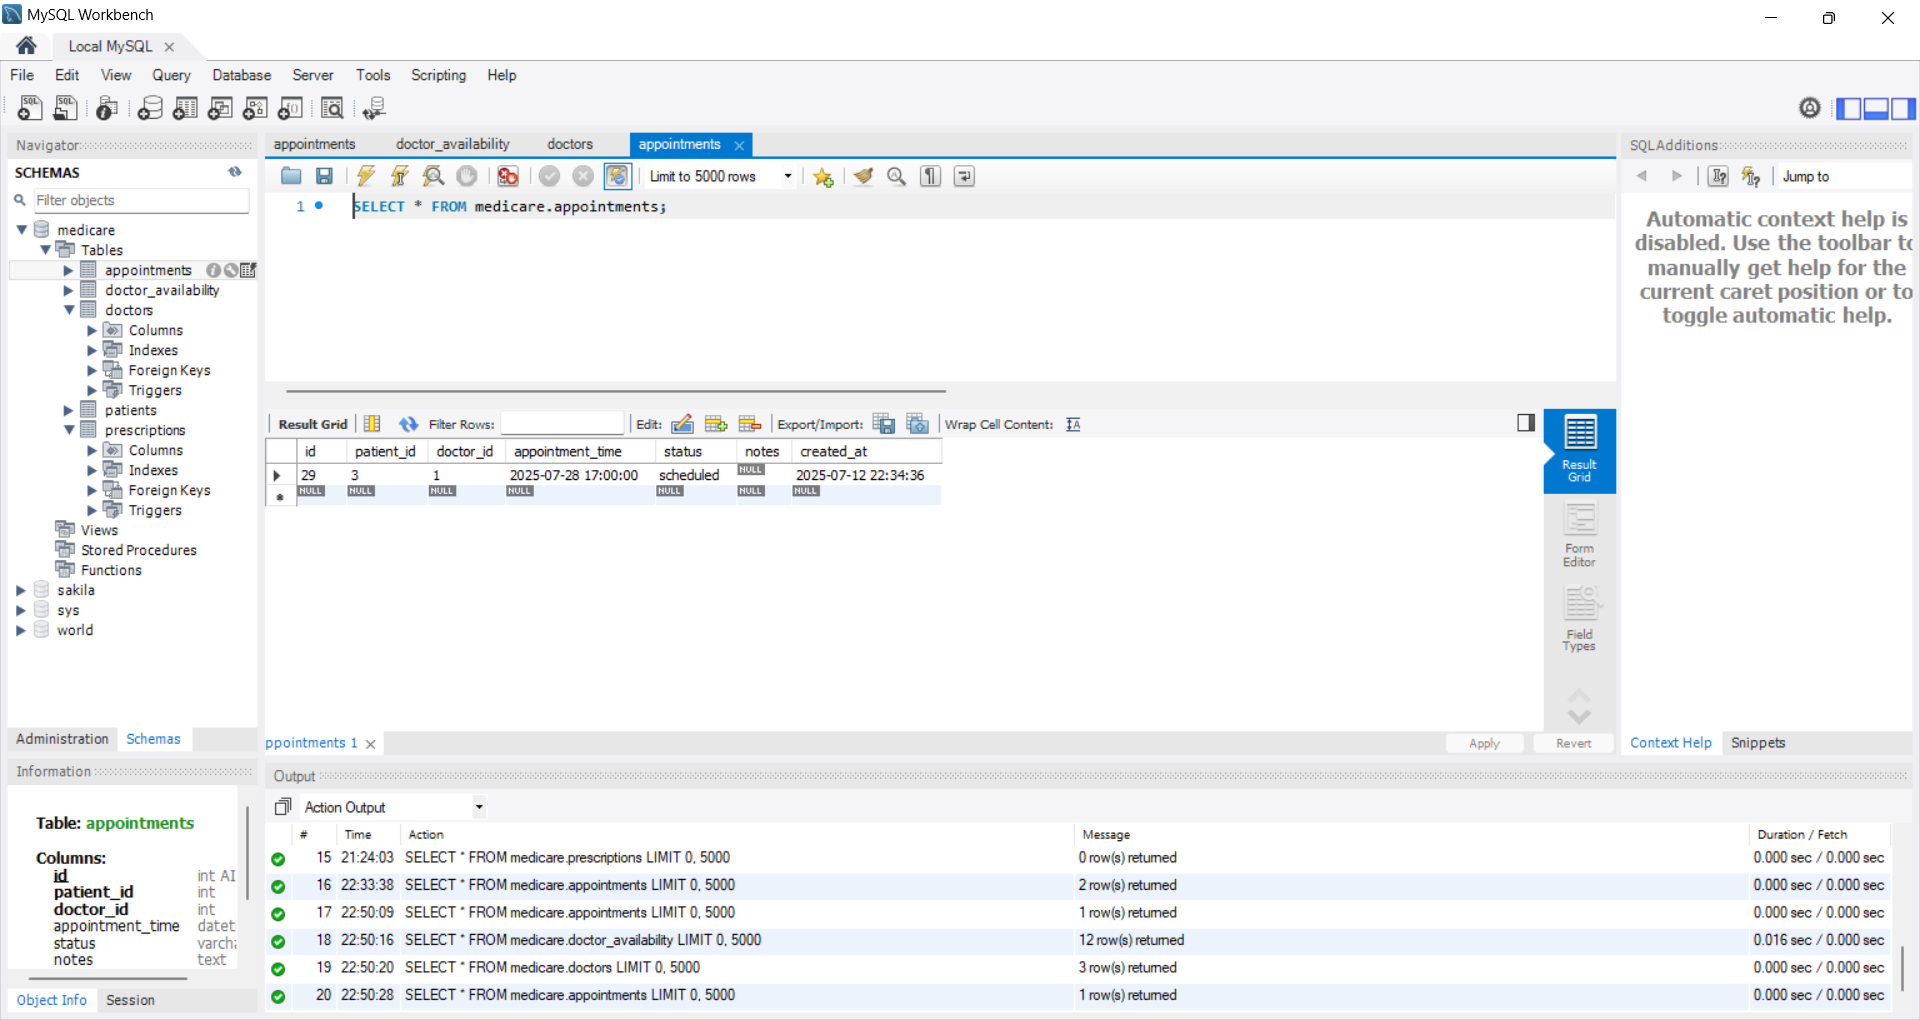 MySQL Workbench
Local MySQL
File Edit View Query Database Server Tools Scripting Help
Navigator
SCHEMAS
Filter objects
medicare
Tables
appointments
doctor_availability
doctors
Columns
Indexes
Foreign Keys
Triggers
patients
prescriptions
Columns
Indexes
Foreign Keys
Triggers
Views
Stored Procedures
Functions
sakila
sys
world
Administration Schemas
Information
Table: appointments
Columns:
id int AI
patient_id int
doctor_id int
appointment_time datet
status varch
notes text
Object Info Session
appointments doctor_availability doctors appointments
Limit to 5000 rows
1 SELECT * FROM medicare.appointments;
Result Grid Filter Rows: Edit: Export/Import: Wrap Cell Content:
id patient_id doctor_id appointment_time status notes created_at
29 3 1 2025-07-28 17:00:00 scheduled NULL 2025-07-12 22:34:36
NULL NULL NULL NULL NULL NULL NULL
Result
Grid
Form
Editor
Field
Types
ppointments 1
Apply Revert
SQLAdditions
Jump to
Automatic context help is
disabled. Use the toolbar to
manually get help for the
current caret position or to
toggle automatic help.
Context Help Snippets
Output
Action Output
# Time Action Message Duration / Fetch
15 21:24:03 SELECT * FROM medicare.prescriptions LIMIT 0, 5000 0 row(s) returned 0.000 sec / 0.000 sec
16 22:33:38 SELECT * FROM medicare.appointments LIMIT 0, 5000 2 row(s) returned 0.000 sec / 0.000 sec
17 22:50:09 SELECT * FROM medicare.appointments LIMIT 0, 5000 1 row(s) returned 0.000 sec / 0.000 sec
18 22:50:16 SELECT * FROM medicare.doctor_availability LIMIT 0, 5000 12 row(s) returned 0.016 sec / 0.000 sec
19 22:50:20 SELECT * FROM medicare.doctors LIMIT 0, 5000 3 row(s) returned 0.000 sec / 0.000 sec
20 22:50:28 SELECT * FROM medicare.appointments LIMIT 0, 5000 1 row(s) returned 0.000 sec / 0.000 sec